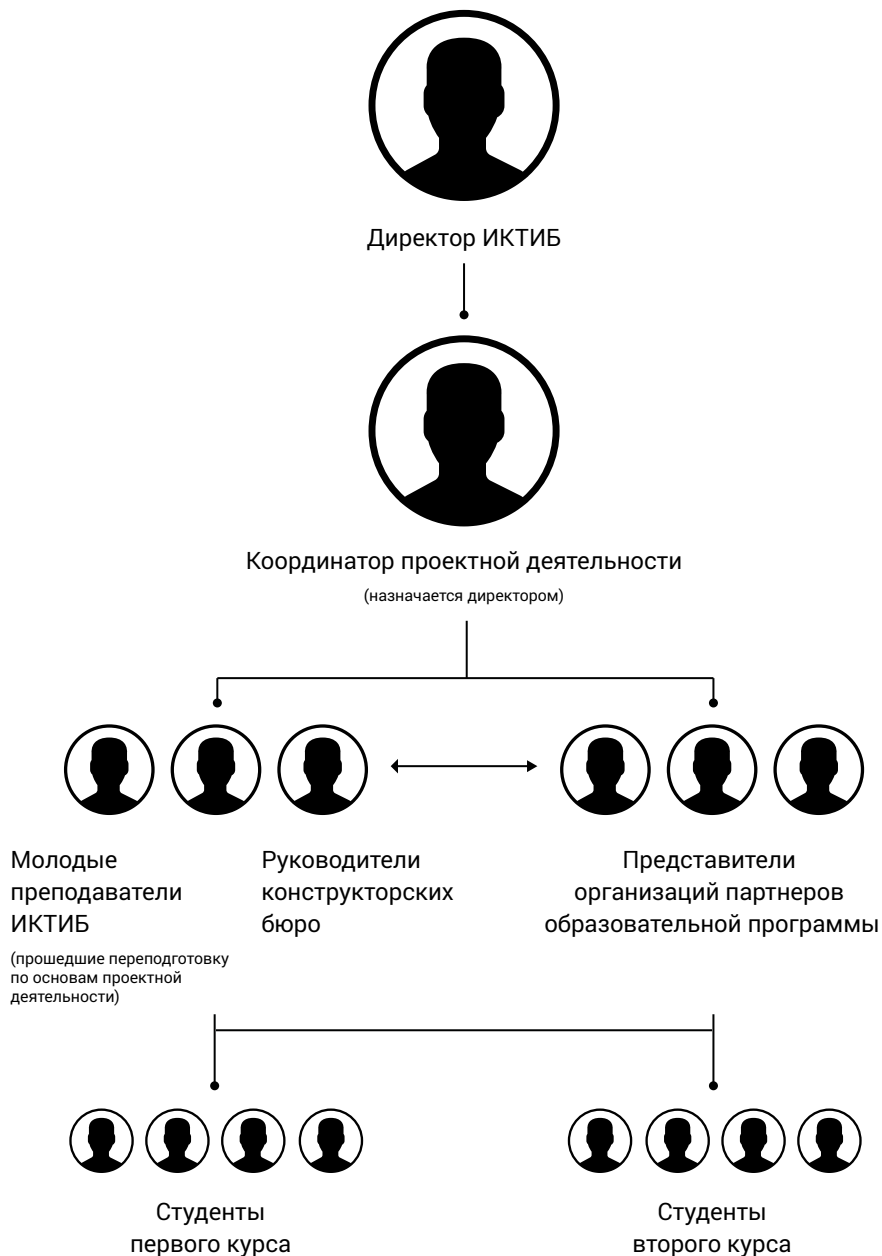 Директор ИКТИБ
Координатор проектной деятельности
(назначается директором)
Молодые
преподаватели
ИКТИБ
(прошедшие переподготовку
по основам проектной
деятельности)
Руководители
конструкторских
бюро
Представители
организаций партнеров
образовательной программы
Студенты
первого курса
Студенты
второго курса